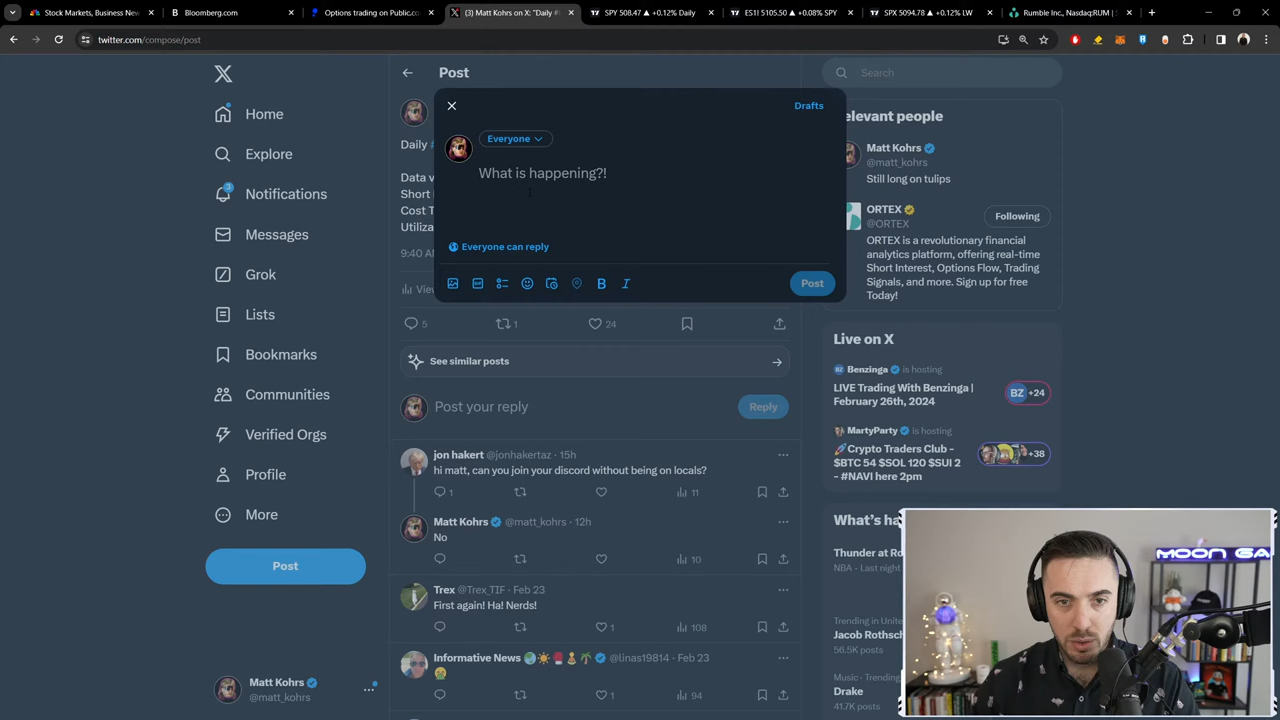 Stock Markets, Business New
Bloomberg.com
Options trading on Public.co
(3) Matt Kohrs on X: "Daily #
SPY 508.47 ▲ +0.12% Daily
ES1! 5105.50 ▲ +0.08% SPY
SPX 5094.78 ▲ +0.12% LW
Rumble Inc., Nasdaq:RUM | S
twitter.com/compose/post
Home
Explore
3
Notifications
Messages
Grok
Lists
Bookmarks
Communities
Verified Orgs
Profile
More
Post
Matt Kohrs
@matt_kohrs
Post
Drafts
Everyone
What is happening?!
Everyone can reply
GIF
B
I
Post
Daily #
Data v
Short I
Cost T
Utiliza
9:40 A
View
5
1
24
See similar posts
Post your reply
Reply
jon hakert @jonhakertaz · 15h
hi matt, can you join your discord without being on locals?
1
11
Matt Kohrs @matt_kohrs · 12h
No
10
Trex @Trex_TIF · Feb 23
First again! Ha! Nerds!
1
108
Informative News @linas19814 · Feb 23
1
94
Search
elevant people
Matt Kohrs
@matt_kohrs
Still long on tulips
ORTEX
@ORTEX
Following
ORTEX is a revolutionary financial
analytics platform, offering real-time
Short Interest, Options Flow, Trading
Signals, and more. Sign up for free
Today!
Live on X
BZ Benzinga is hosting
LIVE Trading With Benzinga |
February 26th, 2024
BZ +24
MartyParty is hosting
Crypto Traders Club -
$BTC 54 $SOL 120 $SUI 2
- #NAVI here 2pm
+38
What's ha
Thunder at Ro
NBA · Last night
Trending in Unite
Jacob Rothsch
56.5K posts
Music · Trending
Drake
41.7K posts
MOON GA